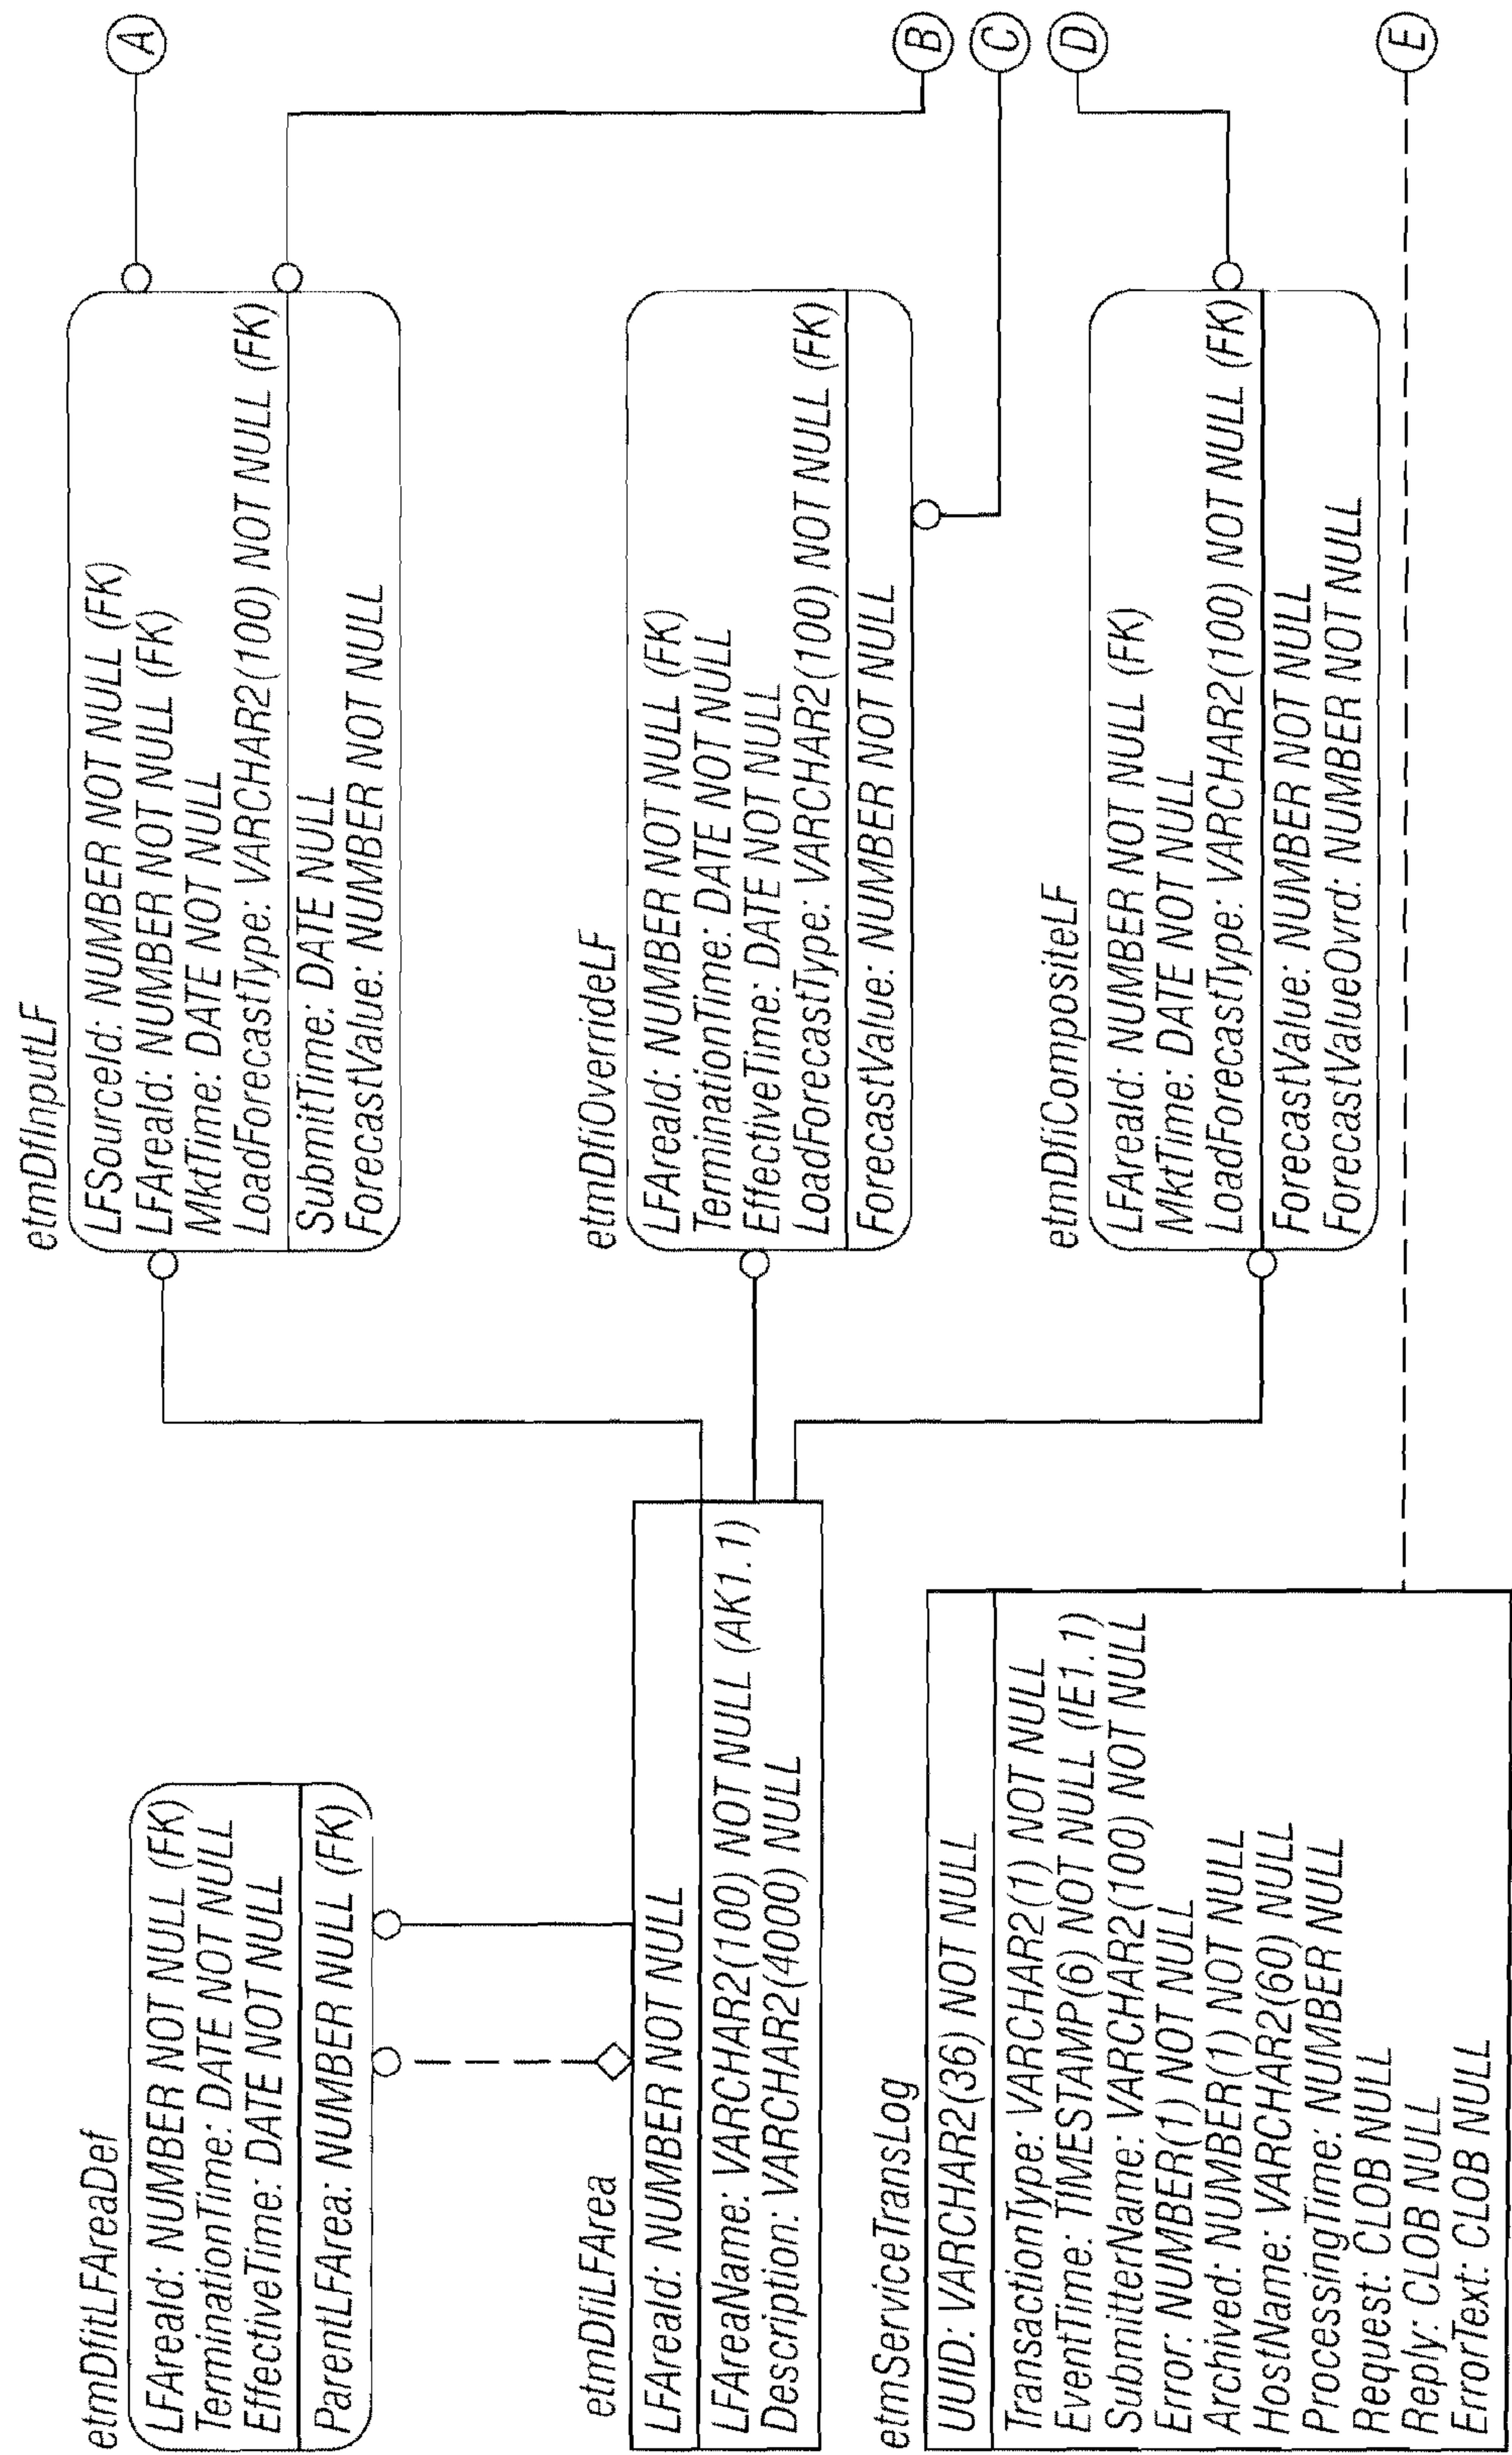 etmDfitLFAreaDef
LFAreaId: NUMBER NOT NULL (FK)
TerminationTime: DATE NOT NULL
EffectiveTime: DATE NOT NULL
ParentLFArea: NUMBER NULL (FK)
etmDfiLFArea
LFAreaId: NUMBER NOT NULL
LFAreaName: VARCHAR2(100) NOT NULL (AK1.1)
Description: VARCHAR2(4000) NULL
etmServiceTransLog
UUID: VARCHAR2(36) NOT NULL
TransactionType: VARCHAR2(1) NOT NULL
EventTime: TIMESTAMP(6) NOT NULL (IE1.1)
SubmitterName: VARCHAR2(100) NOT NULL
Error: NUMBER(1) NOT NULL
Archived: NUMBER(1) NOT NULL
HostName: VARCHAR2(60) NULL
ProcessingTime: NUMBER NULL
Request: CLOB NULL
Reply: CLOB NULL
ErrorText: CLOB NULL
etmDfiInputLF
LFSourceId: NUMBER NOT NULL (FK)
LFAreaId: NUMBER NOT NULL (FK)
MktTime: DATE NOT NULL
LoadForecastType: VARCHAR2(100) NOT NULL (FK)
SubmitTime: DATE NULL
ForecastValue: NUMBER NOT NULL
etmDfiOverrideLF
LFAreaId: NUMBER NOT NULL (FK)
TerminationTime: DATE NOT NULL
EffectiveTime: DATE NOT NULL
LoadForecastType: VARCHAR2(100) NOT NULL (FK)
ForecastValue: NUMBER NOT NULL
etmDfiCompositeLF
LFAreaId: NUMBER NOT NULL (FK)
MktTime: DATE NOT NULL
LoadForecastType: VARCHAR2(100) NOT NULL (FK)
ForecastValue: NUMBER NOT NULL
ForecastValueOvrd: NUMBER NOT NULL
A
B
C
D
E